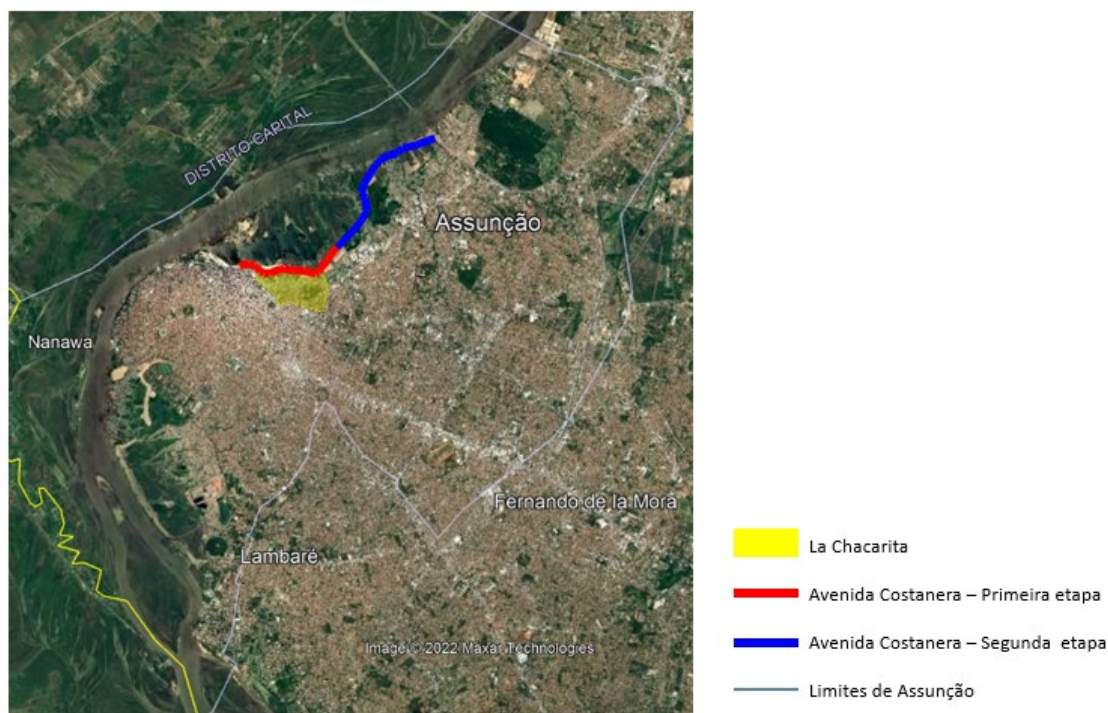 DISTRITO CAPITAL
Assunção
Nanawa
Fernando de la Mora
Lambaré
Image © 2022 Maxar Technologies
La Chacarita
Avenida Costanera – Primeira etapa
Avenida Costanera – Segunda etapa
Limites de Assunção